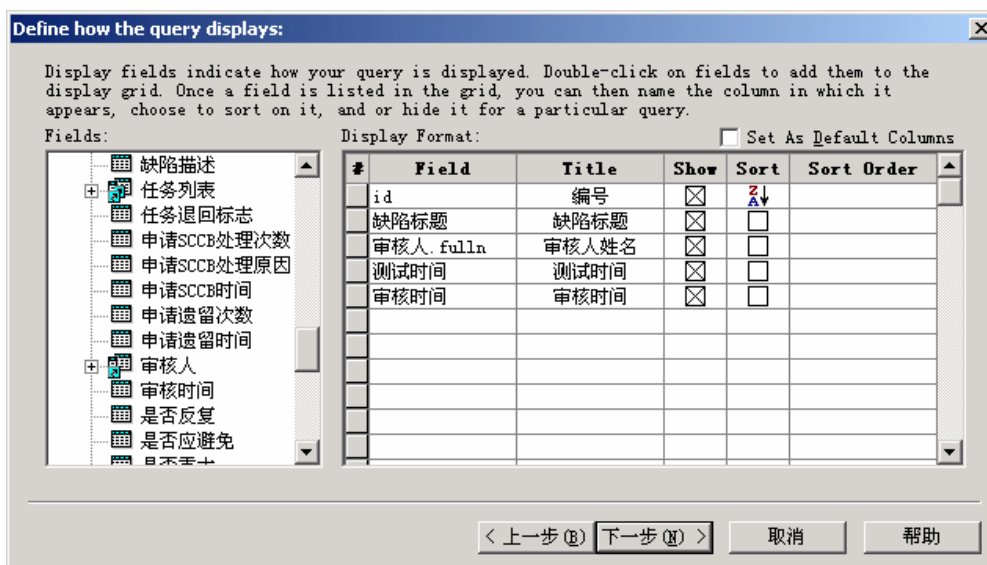 Define how the query displays:
Display fields indicate how your query is displayed. Double-click on fields to add them to the
display grid. Once a field is listed in the grid, you can then name the column in which it
appears, choose to sort on it, and or hide it for a particular query.
Fields:
Display Format:
Set As Default Columns
缺陷描述
任务列表
任务退回标志
申请SCCB处理次数
申请SCCB处理原因
申请SCCB时间
申请遗留次数
申请遗留时间
审核人
审核时间
是否反复
是否应避免
# Field Title Show Sort Sort Order
id 编号
缺陷标题 缺陷标题
审核人.fulln 审核人姓名
测试时间 测试时间
审核时间 审核时间
< 上一步(B) 下一步(N) > 取消 帮助